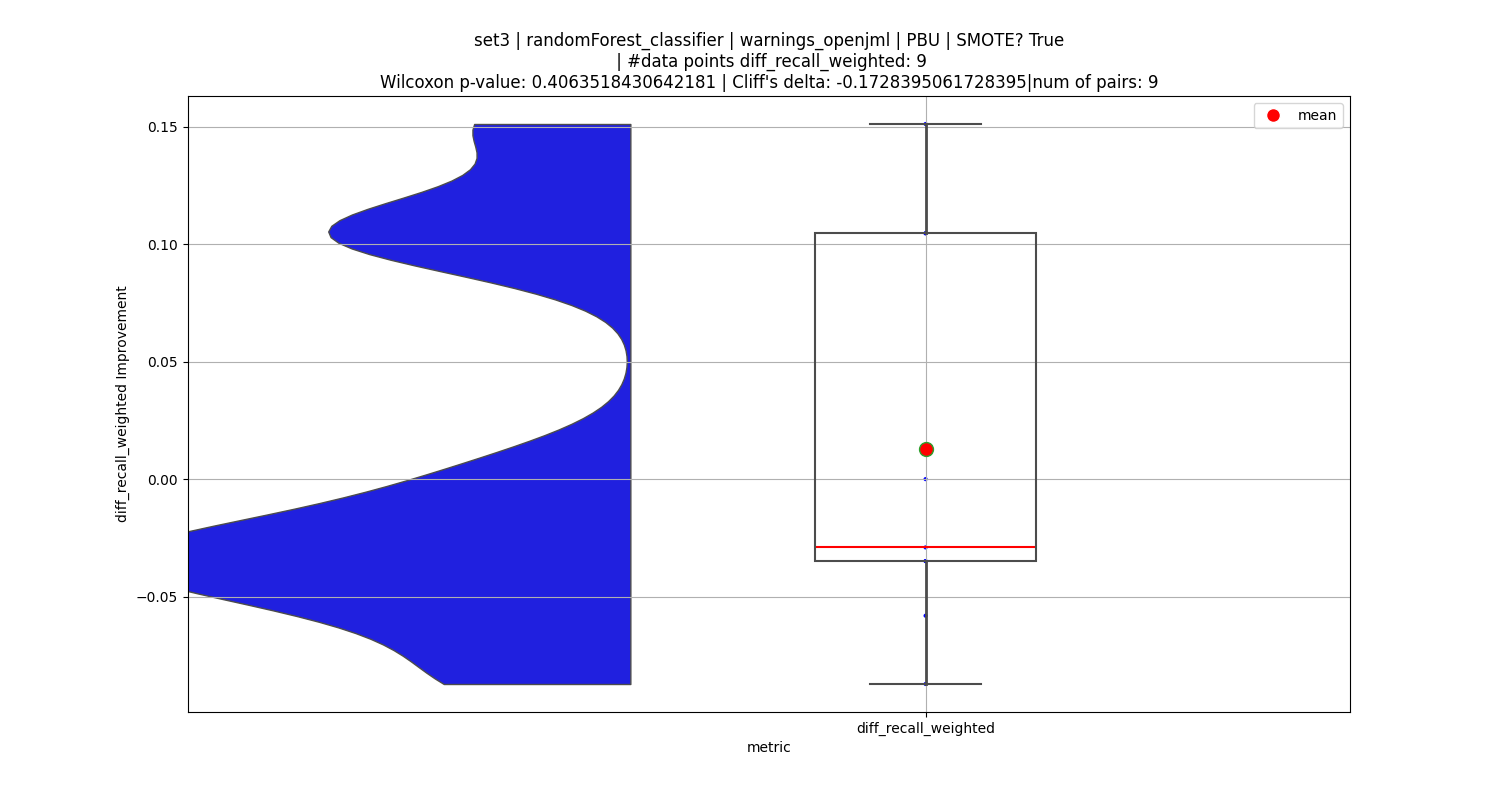 set3 | randomForest_classifier | warnings_openjml | PBU | SMOTE? True
| #data points diff_recall_weighted: 9
Wilcoxon p-value: 0.4063518430642181 | Cliff's delta: -0.1728395061728395|num of pairs: 9
mean
0.15
0.10
0.05
0.00
−0.05
diff_recall_weighted Improvement
diff_recall_weighted
metric